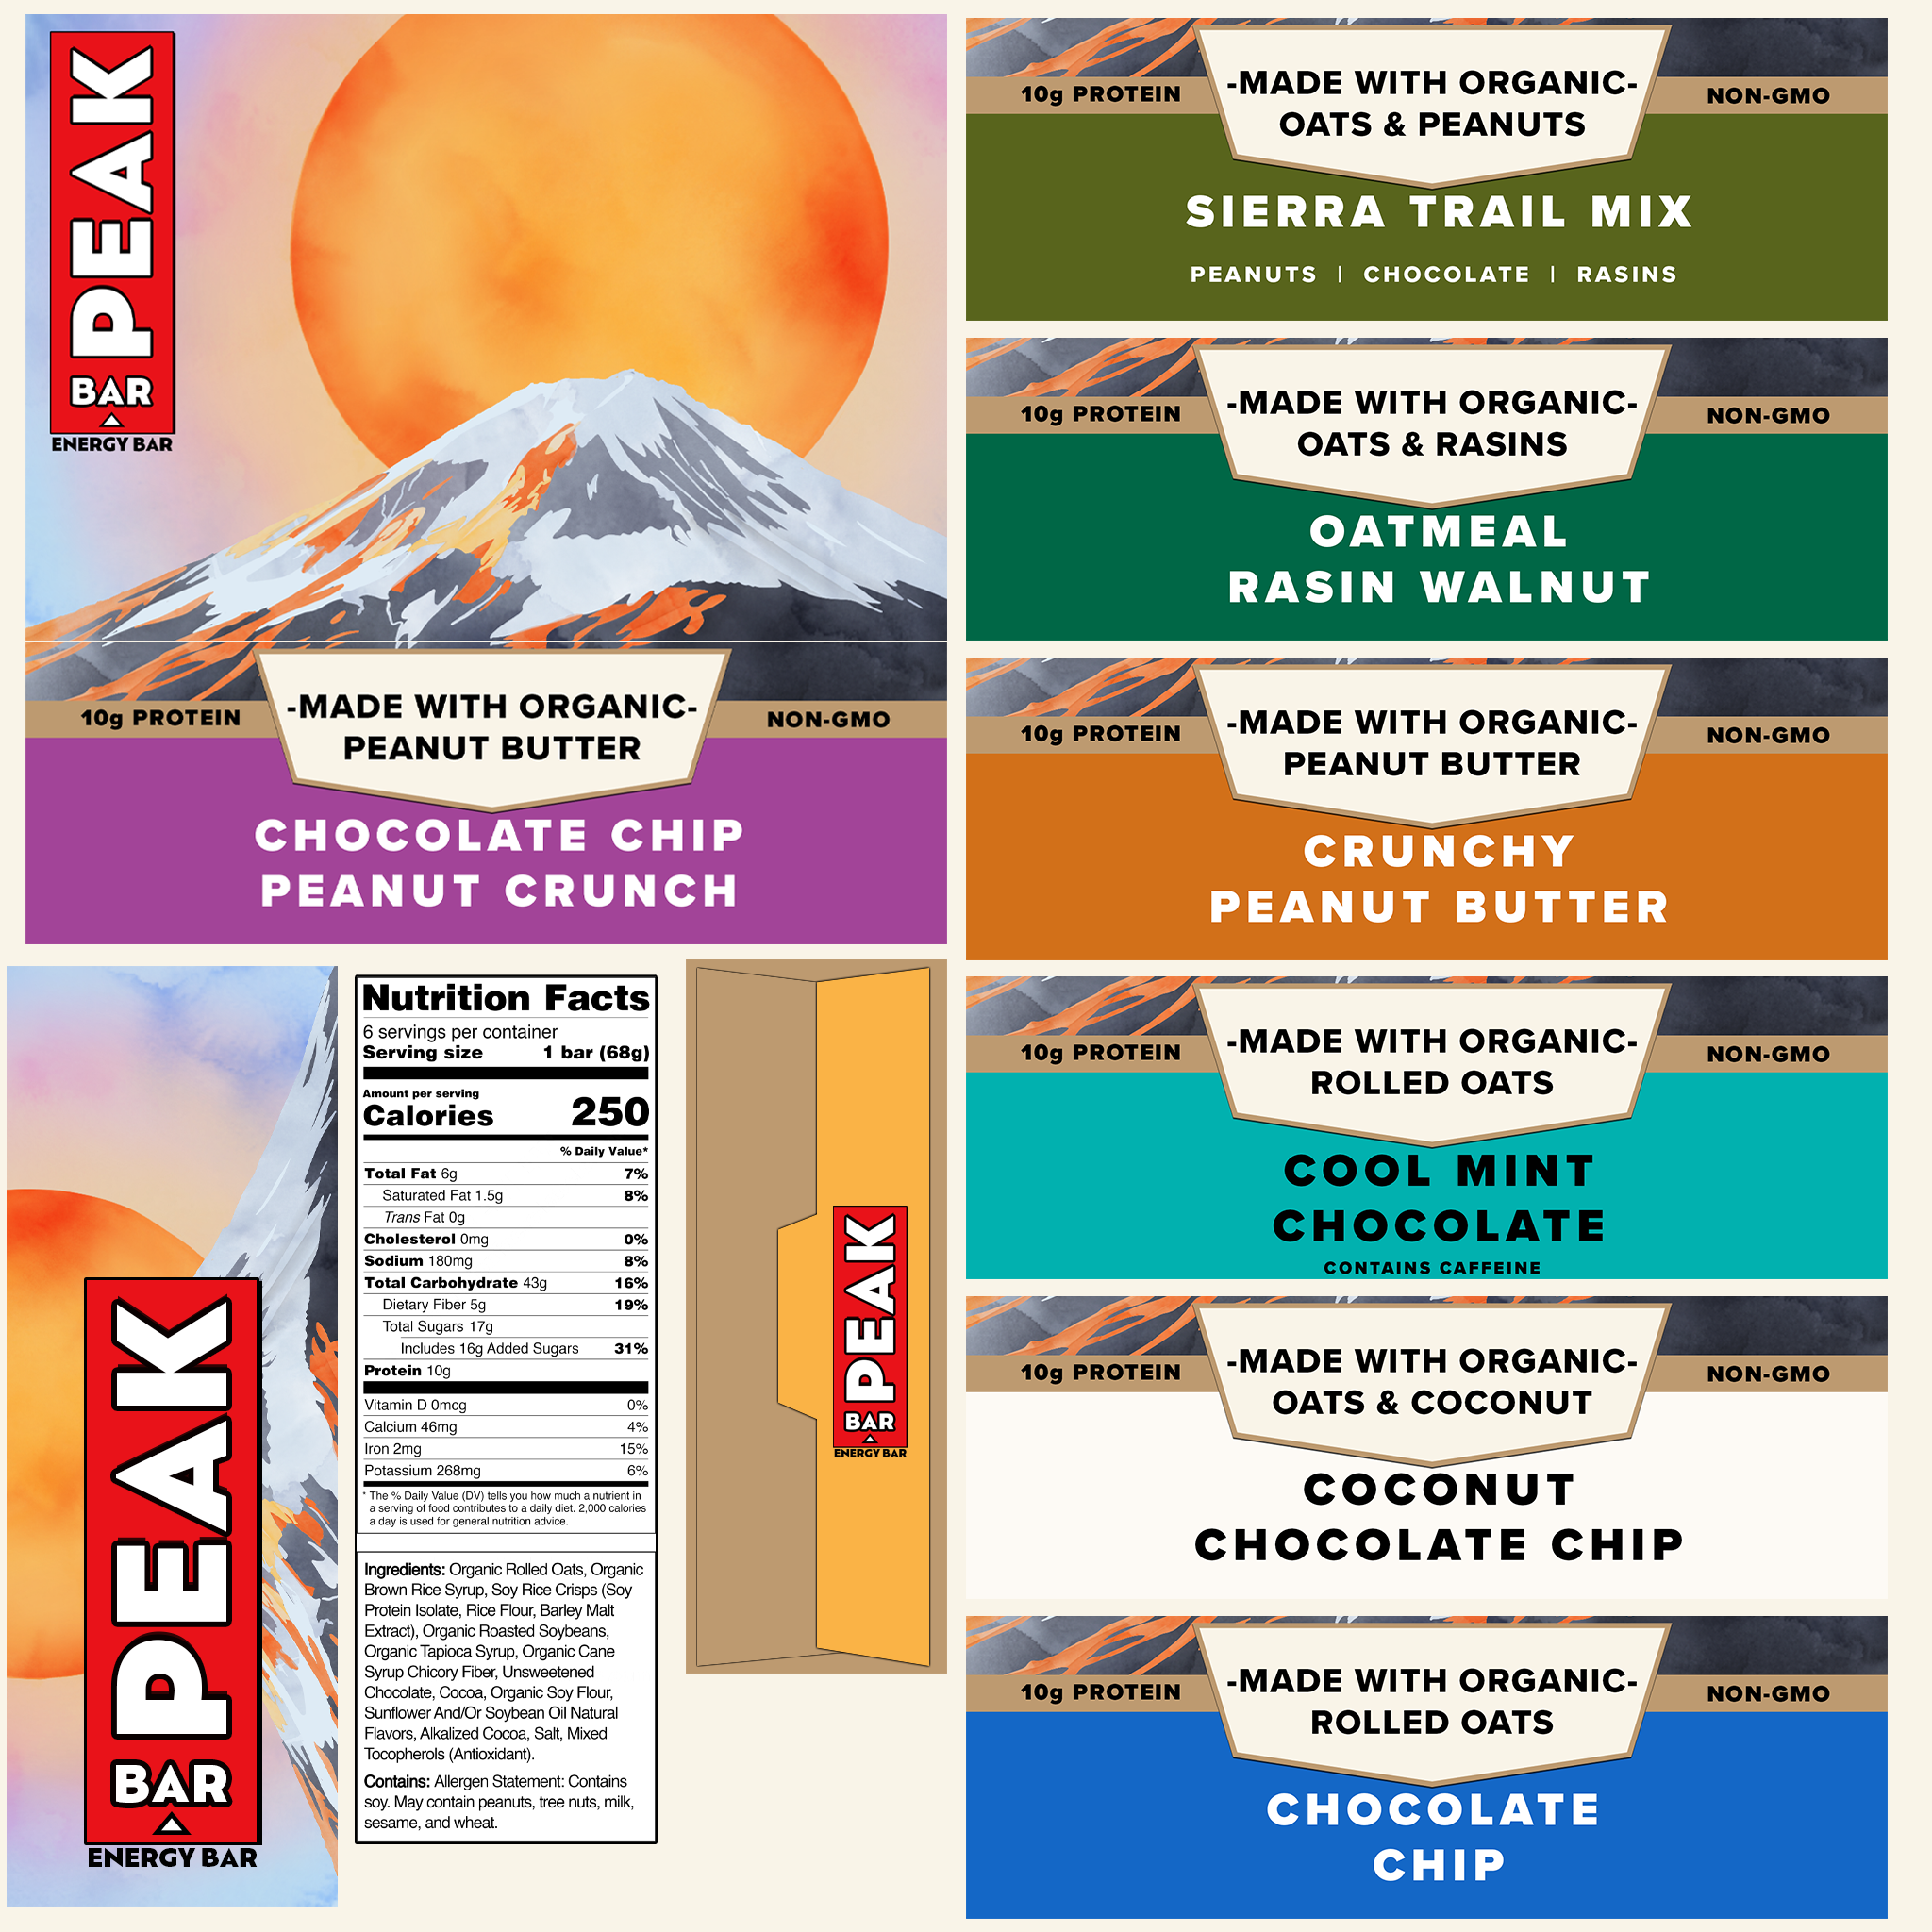 PEAK
BAR
ENERGY BAR
10g PROTEIN
-MADE WITH ORGANIC-
PEANUT BUTTER
NON-GMO
CHOCOLATE CHIP
PEANUT CRUNCH
PEAK
BAR
ENERGY BAR
Nutrition Facts
6 servings per container
Serving size 1 bar (68g)
Amount per serving
Calories 250
% Daily Value*
Total Fat 6g 7%
Saturated Fat 1.5g 8%
Trans Fat 0g
Cholesterol 0mg 0%
Sodium 180mg 8%
Total Carbohydrate 43g 16%
Dietary Fiber 5g 19%
Total Sugars 17g
Includes 16g Added Sugars 31%
Protein 10g
Vitamin D 0mcg 0%
Calcium 46mg 4%
Iron 2mg 15%
Potassium 268mg 6%
* The % Daily Value (DV) tells you how much a nutrient in
a serving of food contributes to a daily diet. 2,000 calories
a day is used for general nutrition advice.
Ingredients: Organic Rolled Oats, Organic
Brown Rice Syrup, Soy Rice Crisps (Soy
Protein Isolate, Rice Flour, Barley Malt
Extract), Organic Roasted Soybeans,
Organic Tapioca Syrup, Organic Cane
Syrup Chicory Fiber, Unsweetened
Chocolate, Cocoa, Organic Soy Flour,
Sunflower And/Or Soybean Oil Natural
Flavors, Alkalized Cocoa, Salt, Mixed
Tocopherols (Antioxidant).
Contains: Allergen Statement: Contains
soy. May contain peanuts, tree nuts, milk,
sesame, and wheat.
PEAK
BAR
ENERGY BAR
10g PROTEIN
-MADE WITH ORGANIC-
OATS & PEANUTS
NON-GMO
SIERRA TRAIL MIX
PEANUTS | CHOCOLATE | RASINS
10g PROTEIN
-MADE WITH ORGANIC-
OATS & RASINS
NON-GMO
OATMEAL
RASIN WALNUT
10g PROTEIN
-MADE WITH ORGANIC-
PEANUT BUTTER
NON-GMO
CRUNCHY
PEANUT BUTTER
10g PROTEIN
-MADE WITH ORGANIC-
ROLLED OATS
NON-GMO
COOL MINT
CHOCOLATE
CONTAINS CAFFEINE
10g PROTEIN
-MADE WITH ORGANIC-
OATS & COCONUT
NON-GMO
COCONUT
CHOCOLATE CHIP
10g PROTEIN
-MADE WITH ORGANIC-
ROLLED OATS
NON-GMO
CHOCOLATE
CHIP